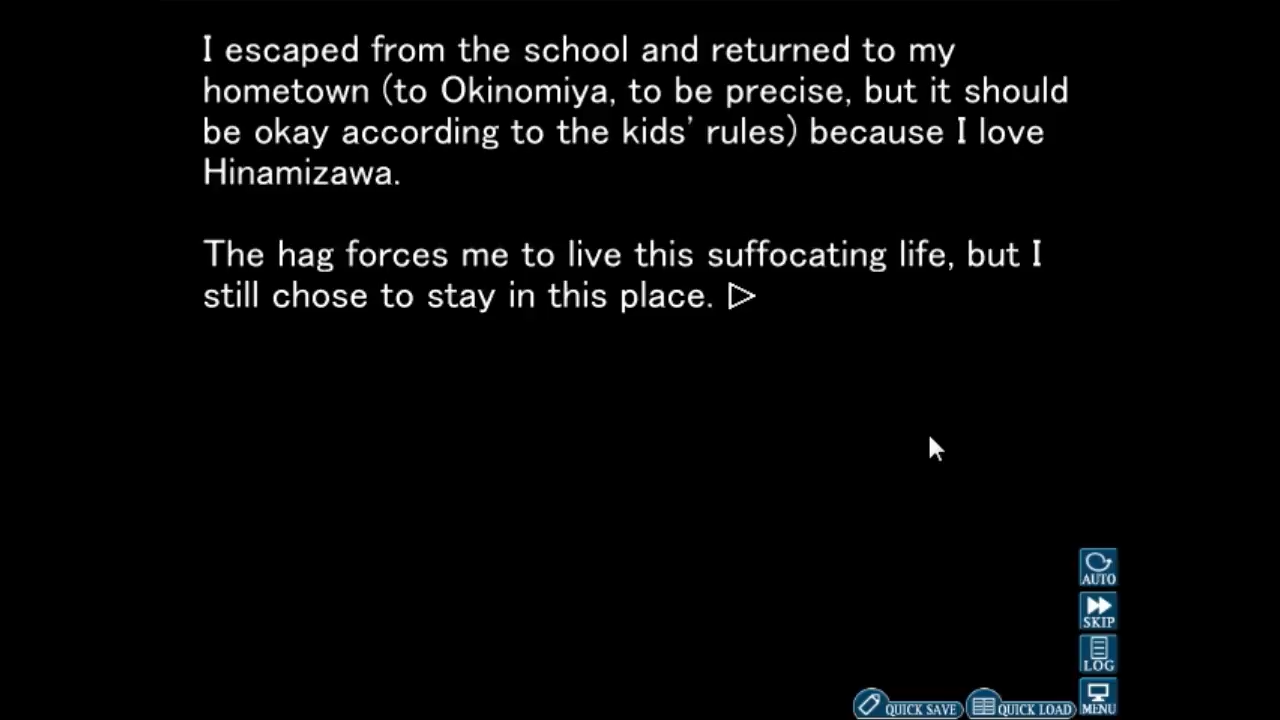 I escaped from the school and returned to my
hometown (to Okinomiya, to be precise, but it should
be okay according to the kids' rules) because I love
Hinamizawa.
The hag forces me to live this suffocating life, but I
still chose to stay in this place. ▷
AUTO
SKIP
LOG
MENU
QUICK SAVE
QUICK LOAD